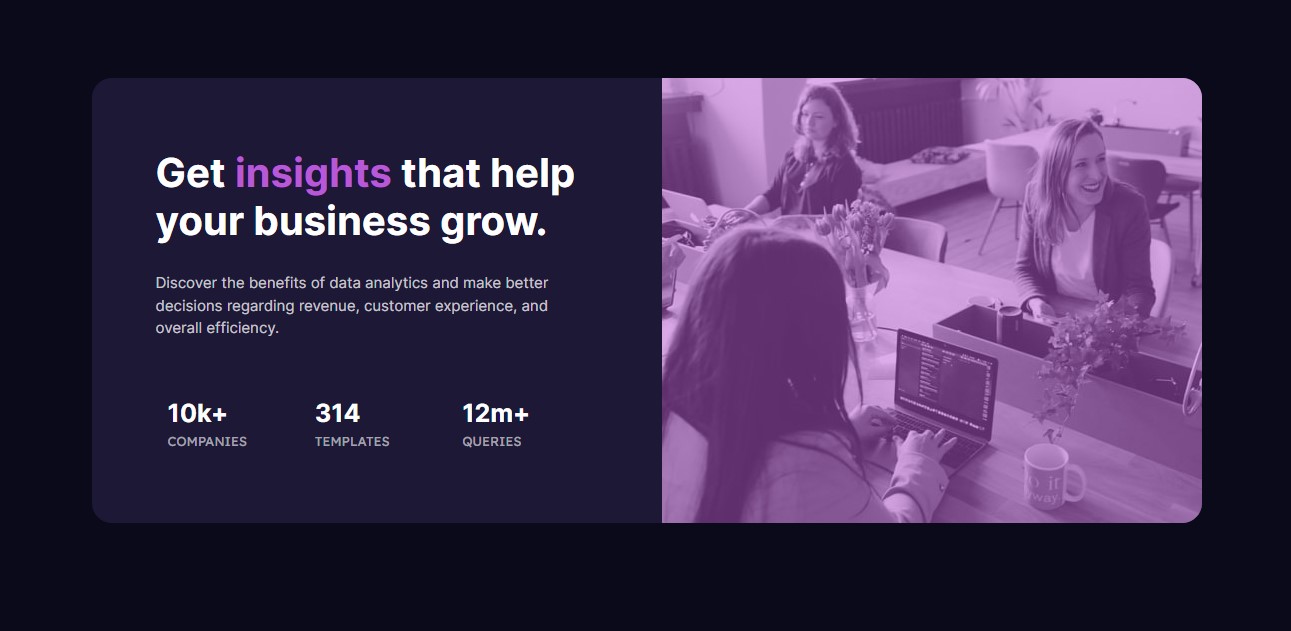 Get insights that help
your business grow.
Discover the benefits of data analytics and make better
decisions regarding revenue, customer experience, and
overall efficiency.
10k+ 314 12m+
COMPANIES TEMPLATES QUERIES